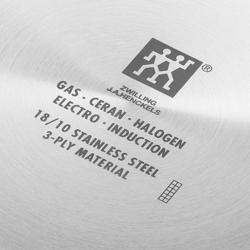 ®
ZWILLING
J.A.HENCKELS
GAS · CERAN · HALOGEN
ELECTRO · INDUCTION
18/10 STAINLESS STEEL
3-PLY MATERIAL